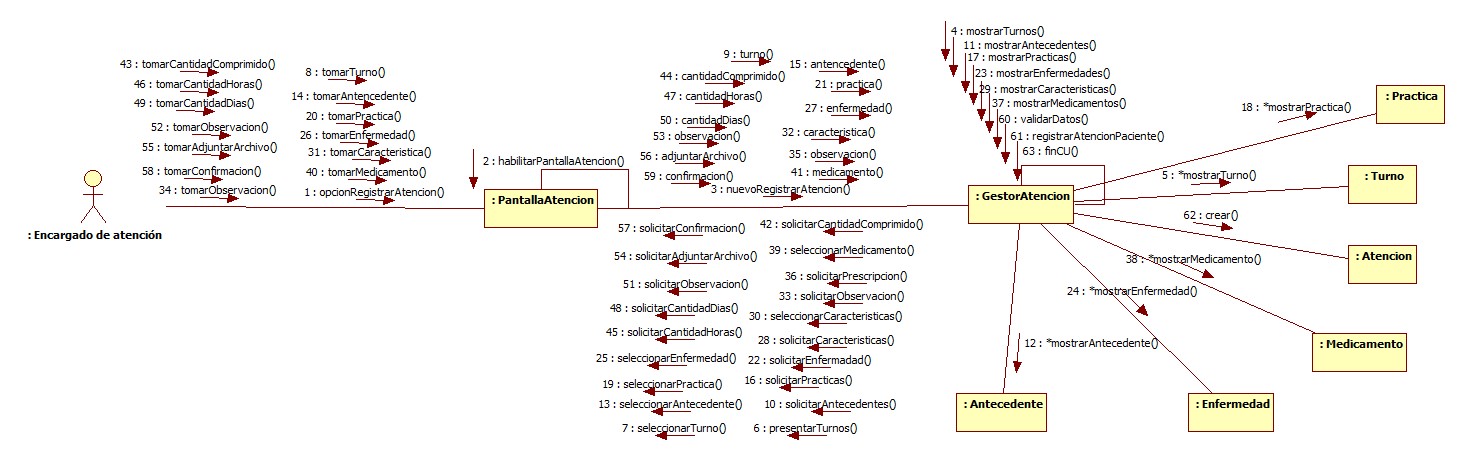 43 : tomarCantidadComprimido()
46 : tomarCantidadHoras()
49 : tomarCantidadDias()
52 : tomarObservacion()
55 : tomarAdjuntarArchivo()
58 : tomarConfirmacion()
34 : tomarObservacion()
8 : tomarTurno()
14 : tomarAntencedente()
20 : tomarPractica()
26 : tomarEnfermedad()
31 : tomarCaracteristica()
40 : tomarMedicamento()
1 : opcionRegistrarAtencion()
: Encargado de atención
2 : habilitarPantallaAtencion()
: PantallaAtencion
9 : turno()
44 : cantidadComprimido()
47 : cantidadHoras()
50 : cantidadDias()
53 : observacion()
56 : adjuntarArchivo()
59 : confirmacion()
3 : nuevoRegistrarAtencion()
15 : antencedente()
21 : practica()
27 : enfermedad()
32 : caracteristica()
35 : observacion()
41 : medicamento()
4 : mostrarTurnos()
11 : mostrarAntecedentes()
17 : mostrarPracticas()
23 : mostrarEnfermedades()
29 : mostrarCaracteristicas()
37 : mostrarMedicamentos()
60 : validarDatos()
61 : registrarAtencionPaciente()
63 : finCU()
: GestorAtencion
18 : *mostrarPractica()
: Practica
5 : *mostrarTurno()
: Turno
62 : crear()
: Atencion
38 : *mostrarMedicamento()
: Medicamento
24 : *mostrarEnfermedad()
: Enfermedad
12 : *mostrarAntecedente()
: Antecedente
57 : solicitarConfirmacion()
54 : solicitarAdjuntarArchivo()
51 : solicitarObservacion()
48 : solicitarCantidadDias()
45 : solicitarCantidadHoras()
25 : seleccionarEnfermedad()
19 : seleccionarPractica()
13 : seleccionarAntecedente()
7 : seleccionarTurno()
42 : solicitarCantidadComprimido()
39 : seleccionarMedicamento()
36 : solicitarPrescripcion()
33 : solicitarObservacion()
30 : seleccionarCaracteristicas()
28 : solicitarCaracteristicas()
22 : solicitarEnfermadad()
16 : solicitarPracticas()
10 : solicitarAntecedentes()
6 : presentarTurnos()